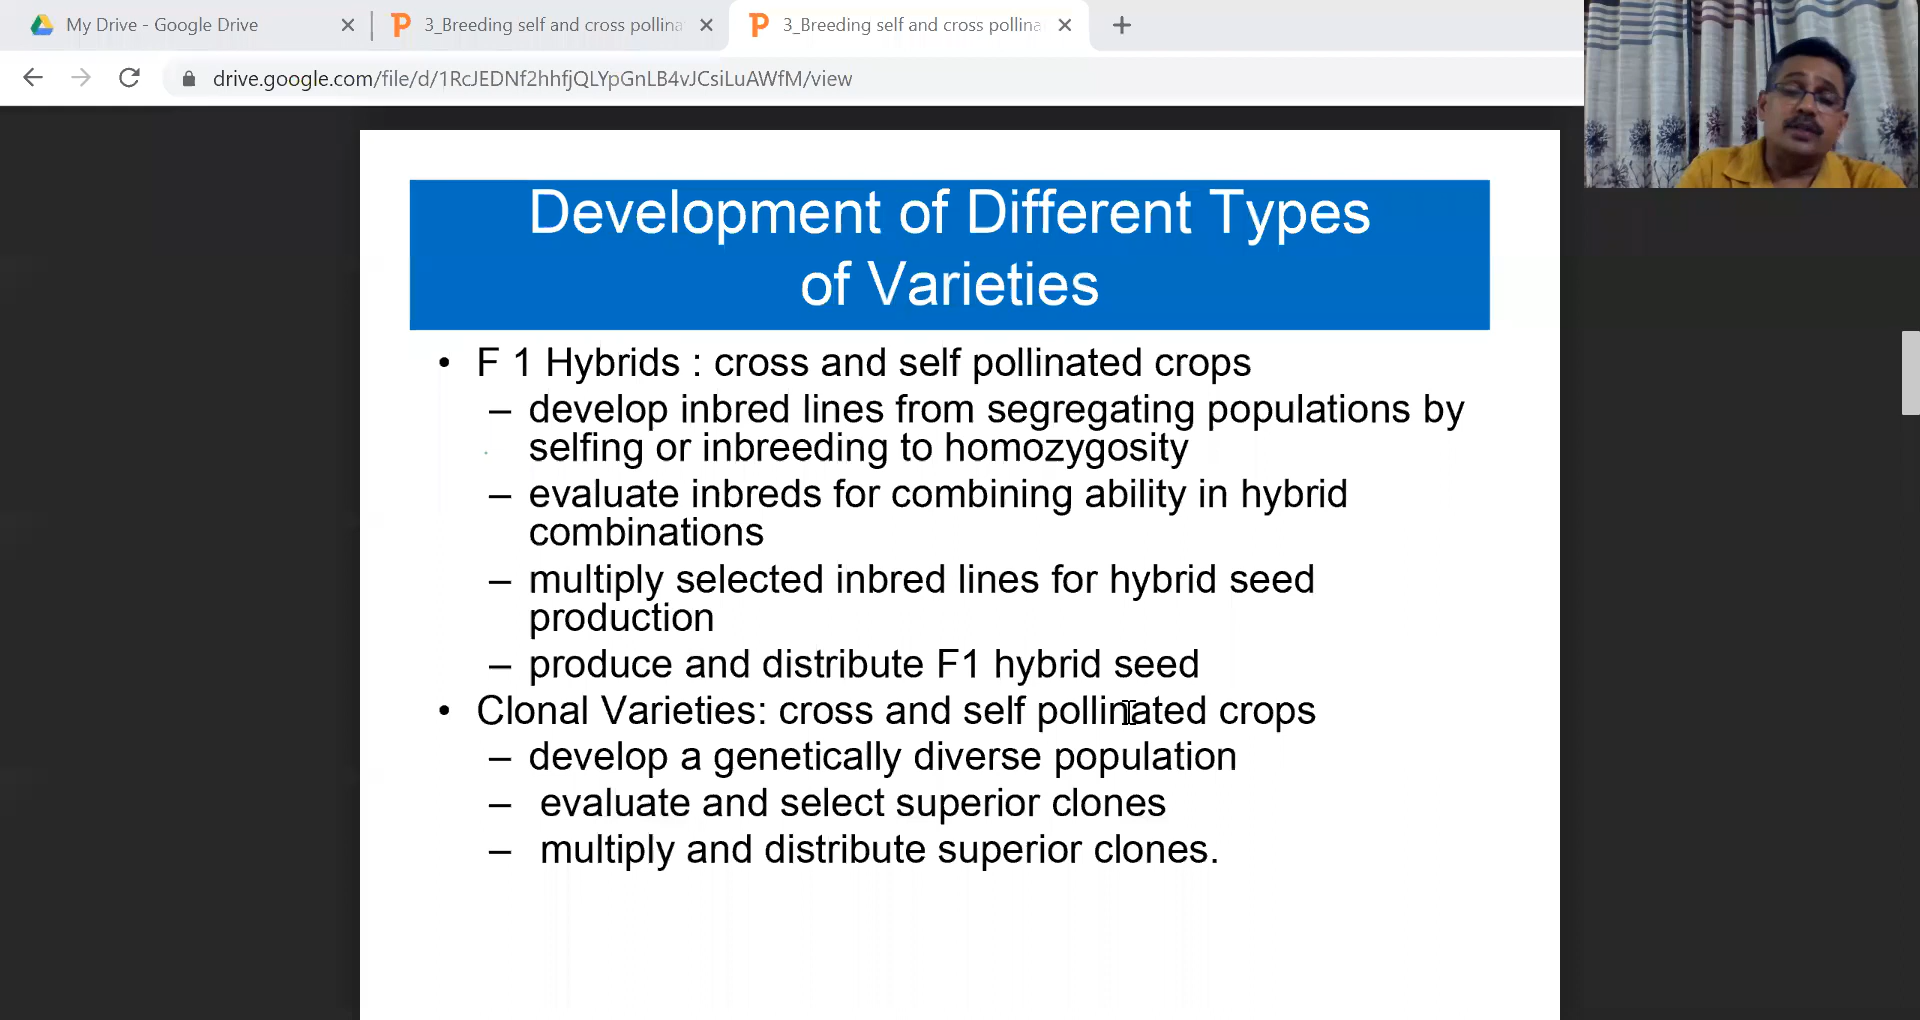 My Drive - Google Drive
3_Breeding self and cross pollina
3_Breeding self and cross pollina
drive.google.com/file/d/1RcJEDNf2hhfjQLYpGnLB4vJCsiLuAWfM/view
Development of Different Types
of Varieties
• F 1 Hybrids : cross and self pollinated crops
– develop inbred lines from segregating populations by
selfing or inbreeding to homozygosity
– evaluate inbreds for combining ability in hybrid
combinations
– multiply selected inbred lines for hybrid seed
production
– produce and distribute F1 hybrid seed
• Clonal Varieties: cross and self pollinated crops
– develop a genetically diverse population
– evaluate and select superior clones
– multiply and distribute superior clones.